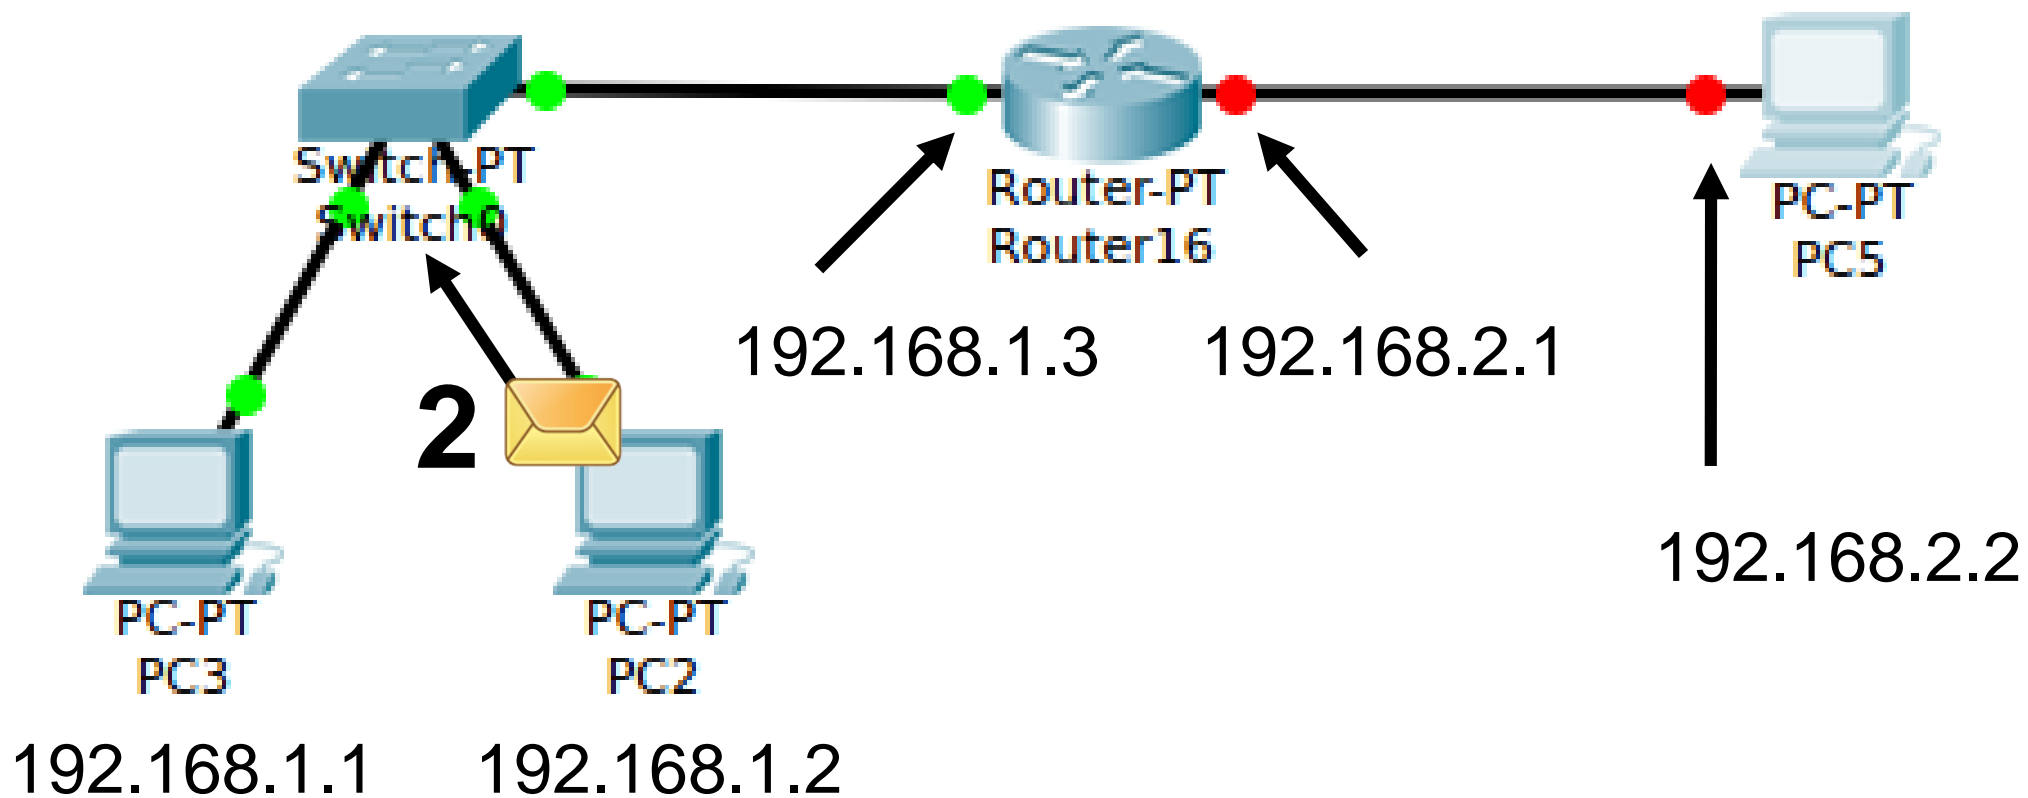 Switch-PT
Switch0
Router-PT
Router16
PC-PT
PC5
192.168.1.3
192.168.2.1
2
192.168.2.2
PC-PT
PC3
PC-PT
PC2
192.168.1.1
192.168.1.2